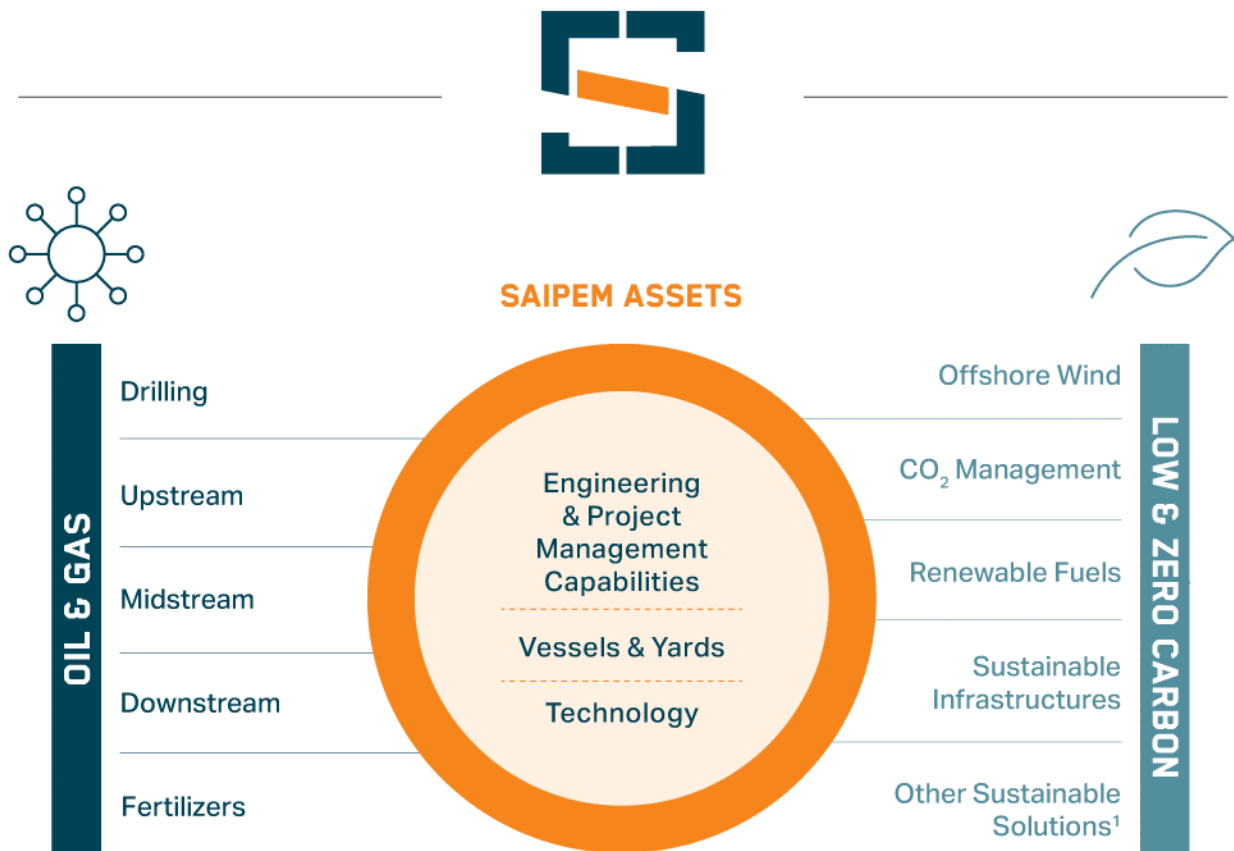 SAIPEM ASSETS
OIL & GAS
Drilling
Upstream
Midstream
Downstream
Fertilizers
Engineering
& Project
Management
Capabilities
Vessels & Yards
Technology
Offshore Wind
CO₂ Management
Renewable Fuels
Sustainable
Infrastructures
Other Sustainable
Solutions¹
LOW & ZERO CARBON